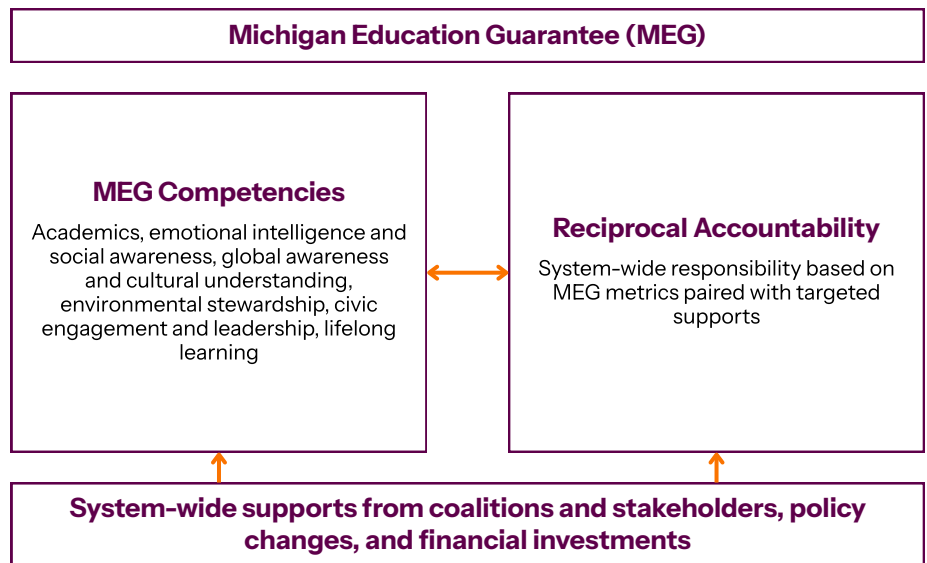 Michigan Education Guarantee (MEG)
MEG Competencies
Academics, emotional intelligence and
social awareness, global awareness
and cultural understanding,
environmental stewardship, civic
engagement and leadership, lifelong
learning
Reciprocal Accountability
System-wide responsibility based on
MEG metrics paired with targeted
supports
System-wide supports from coalitions and stakeholders, policy
changes, and financial investments